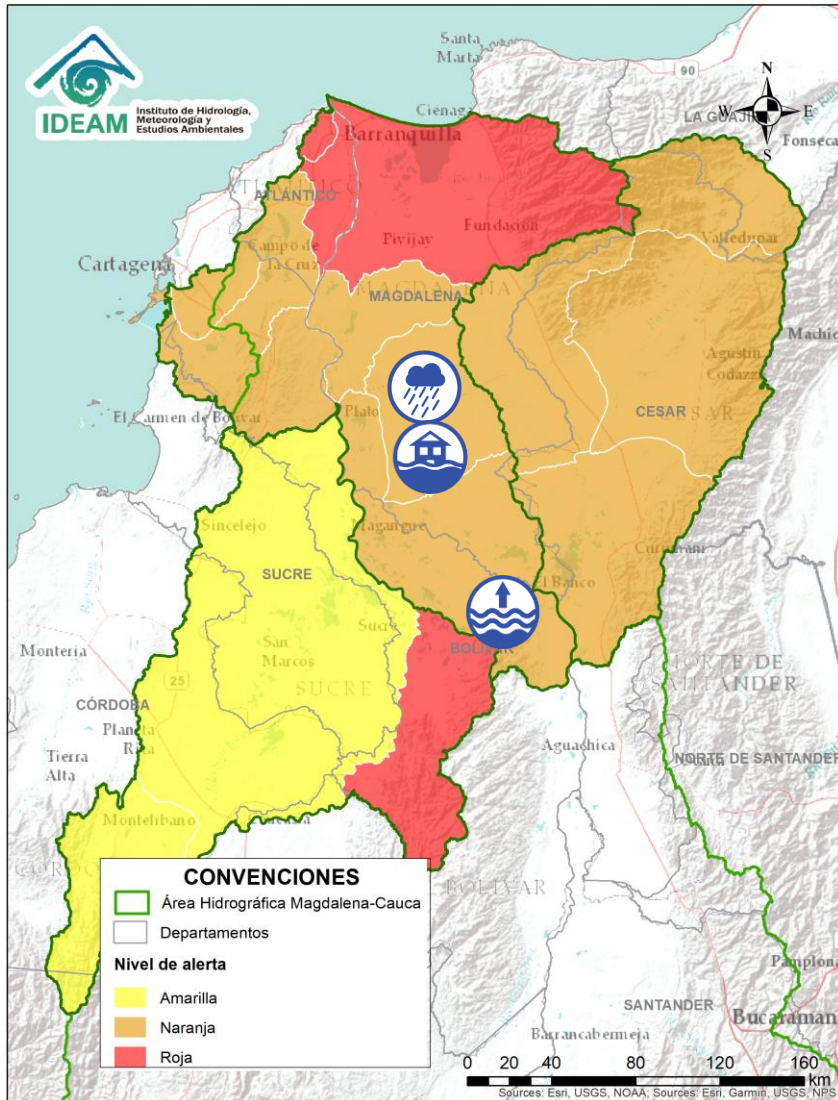 IDEAM
Instituto de Hidrología,
Meteorología y
Estudios Ambientales
Santa
Marta
90
N
W
E
S
LA GUAJIRA
Ciénaga
Fonseca
Barranquilla
ATLÁNTICO
Pivijay
Fundación
Valledupar
Cartagena
Campo de
la Cruz
MAGDALENA
Agustín
Codazzi
El Carmen de Bolívar
Plato
CESAR
Sincelejo
Magangue
Curumaní
SUCRE
El Banco
Sucre
BOLÍVAR
Montería
San
Marcos
SUCRE
25
NORTE DE
SANTANDER
CÓRDOBA
Planeta
Rica
Aguachica
NORTE DE SANTANDER
Tierra
Alta
Montelíbano
BOLÍVAR
CONVENCIONES
Área Hidrográfica Magdalena-Cauca
Departamentos
Nivel de alerta
Amarilla
Naranja
Roja
Pamplona
SANTANDER
Bucaraman
Barrancabermeja
0 20 40 80 120 160
km
Sources: Esri, USGS, NOAA; Sources: Esri, Garmin, USGS, NPS